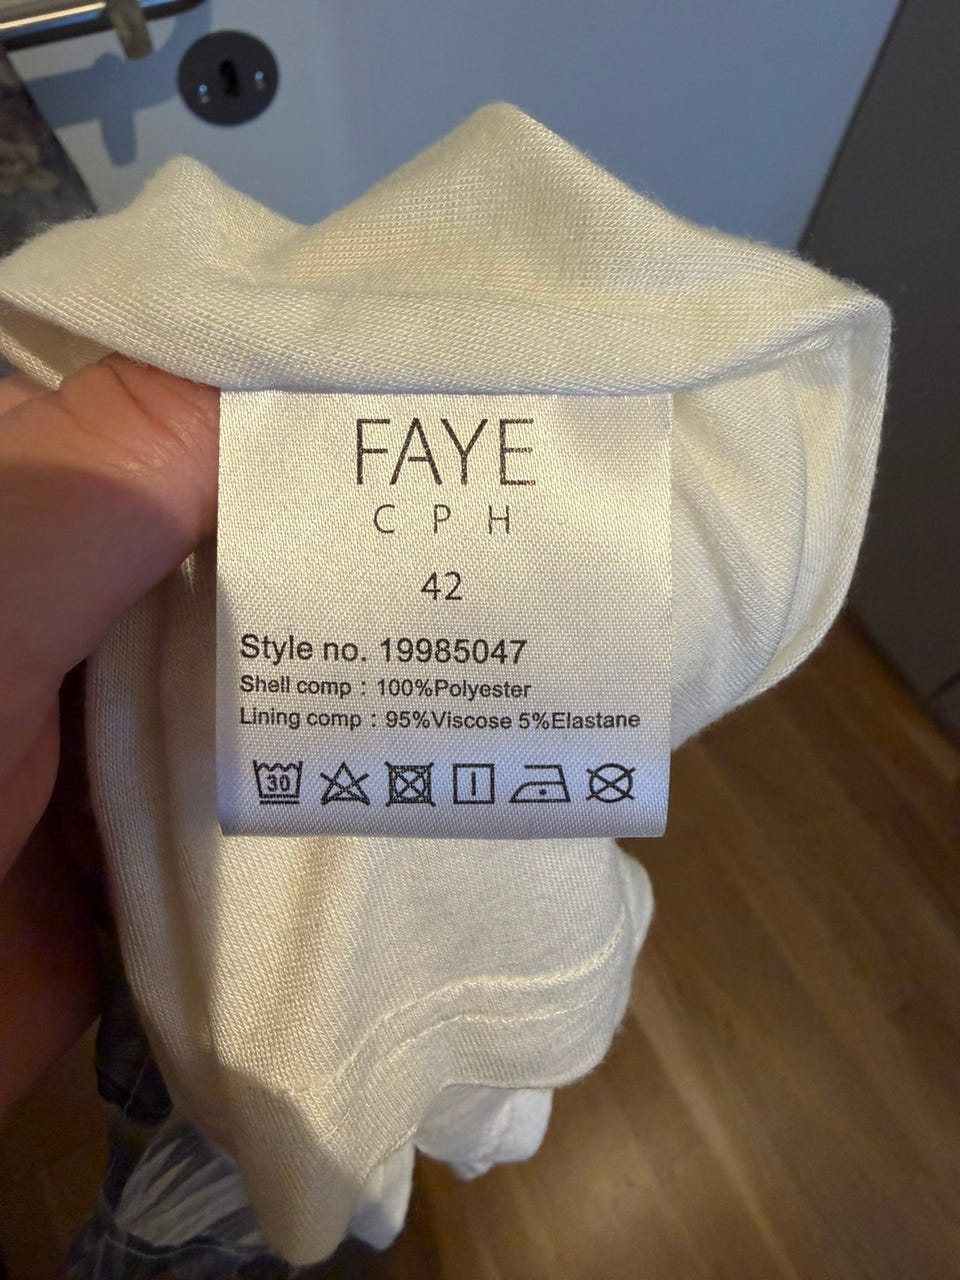 FAYE
CPH
42
Style no. 19985047
Shell comp : 100%Polyester
Lining comp : 95%Viscose 5%Elastane
30